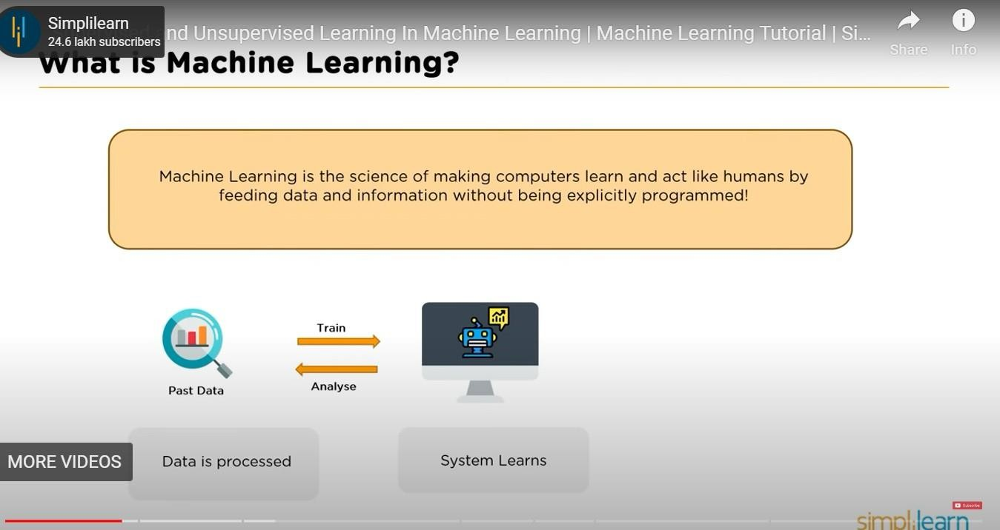 Simplilearn
24.6 lakh subscribers
and Unsupervised Learning In Machine Learning | Machine Learning Tutorial | Si...
Share
Info
What is Machine Learning?
Machine Learning is the science of making computers learn and act like humans by
feeding data and information without being explicitly programmed!
Train
Analyse
Past Data
MORE VIDEOS
Data is processed
System Learns
Subscribe
simplilearn